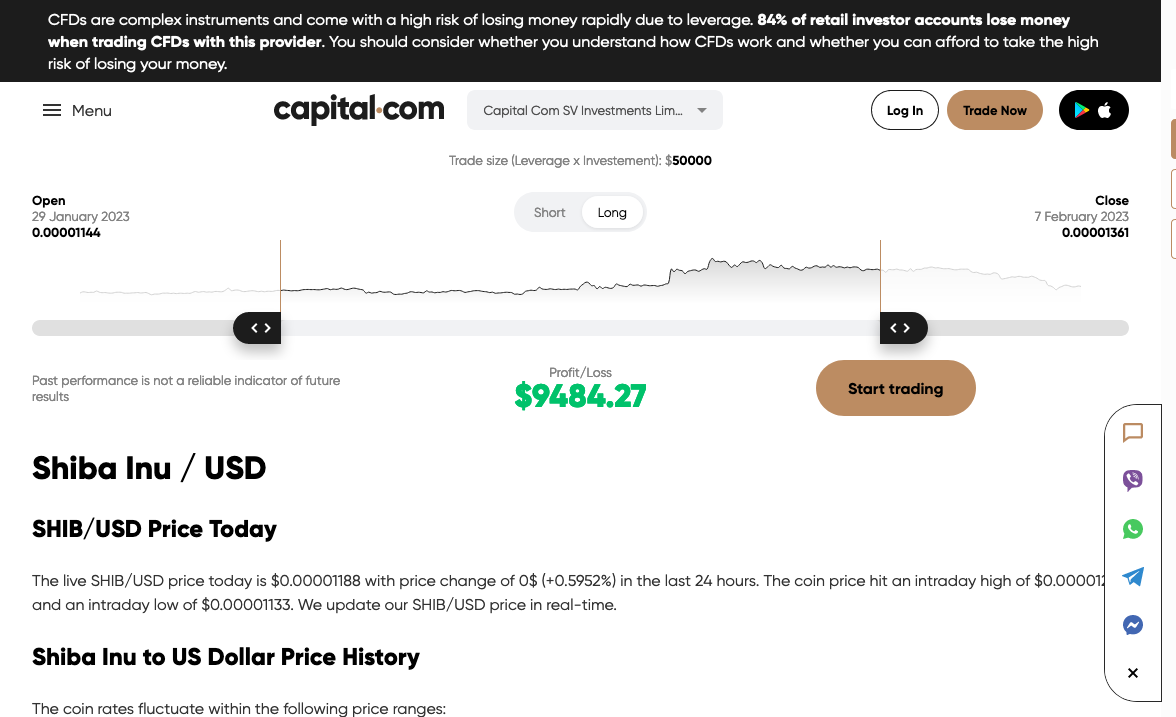 CFDs are complex instruments and come with a high risk of losing money rapidly due to leverage. 84% of retail investor accounts lose money
when trading CFDs with this provider. You should consider whether you understand how CFDs work and whether you can afford to take the high
risk of losing your money.
Menu
capital.com
Capital Com SV Investments Lim...
Log In
Trade Now
Trade size (Leverage x Investement): $50000
Open
29 January 2023
0.00001144
Short
Long
Close
7 February 2023
0.00001361
Past performance is not a reliable indicator of future
results
Profit/Loss
$9484.27
Start trading
Shiba Inu / USD
SHIB/USD Price Today
The live SHIB/USD price today is $0.00001188 with price change of 0$ (+0.5952%) in the last 24 hours. The coin price hit an intraday high of
and an intraday low of $0.00001133. We update our SHIB/USD price in real-time.
Shiba Inu to US Dollar Price History
The coin rates fluctuate within the following price ranges: